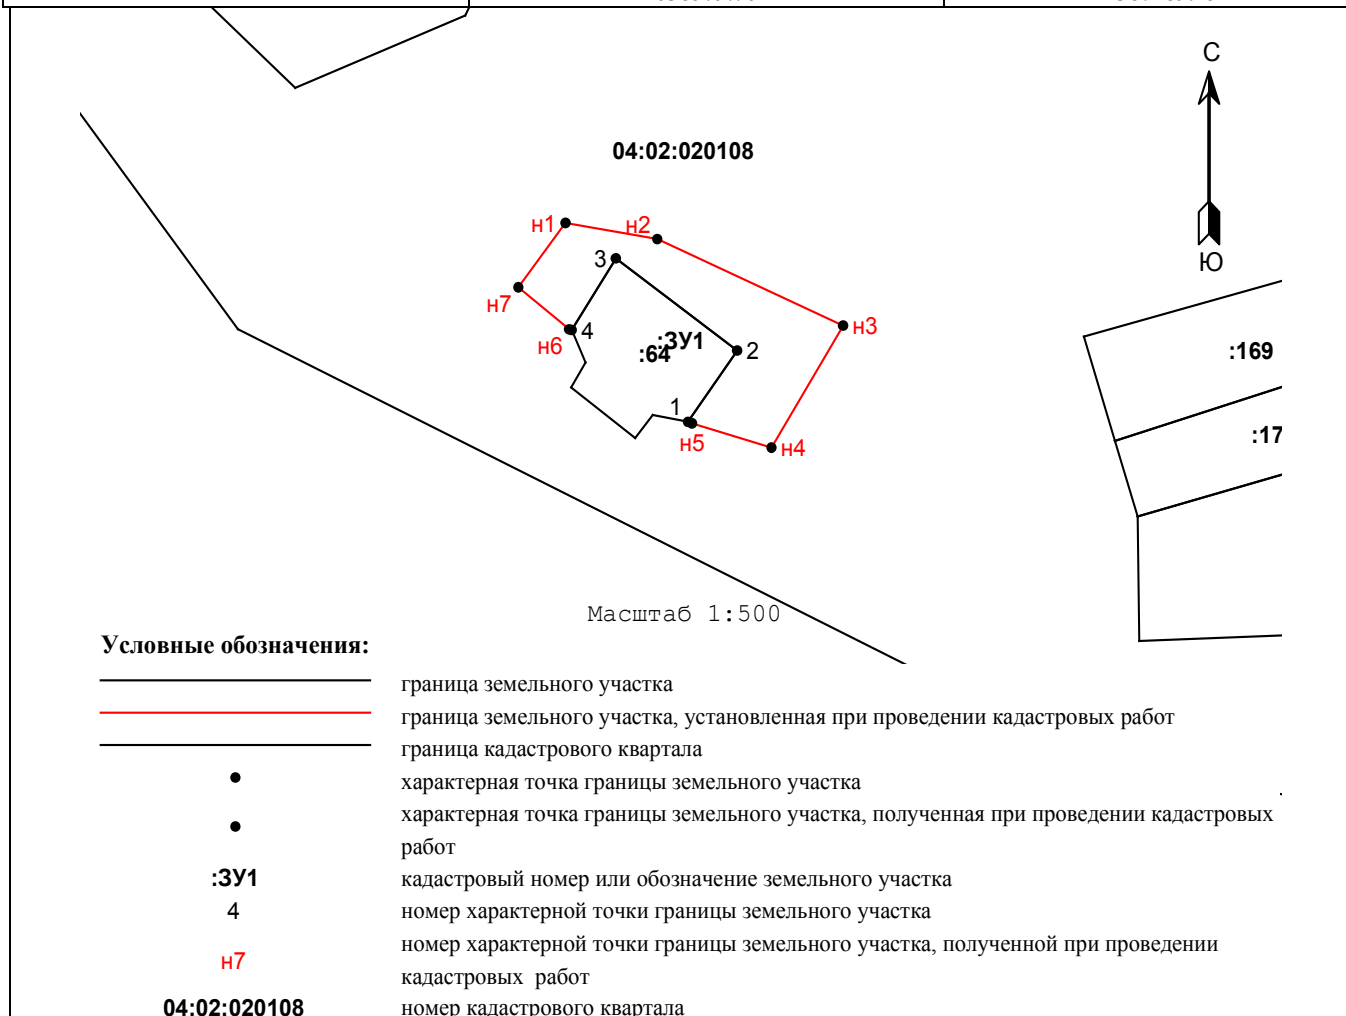 С
04:02:020108
н1
н2
3
н7
н3
4
:ЗУ1
н6
:64
2
1
н5
н4
Ю
:169
:17
Масштаб 1:500
Условные обозначения:
граница земельного участка
граница земельного участка, установленная при проведении кадастровых работ
граница кадастрового квартала
характерная точка границы земельного участка
характерная точка границы земельного участка, полученная при проведении кадастровых
работ
:ЗУ1 кадастровый номер или обозначение земельного участка
4 номер характерной точки границы земельного участка
н7 номер характерной точки границы земельного участка, полученной при проведении
кадастровых работ
04:02:020108 номер кадастрового квартала